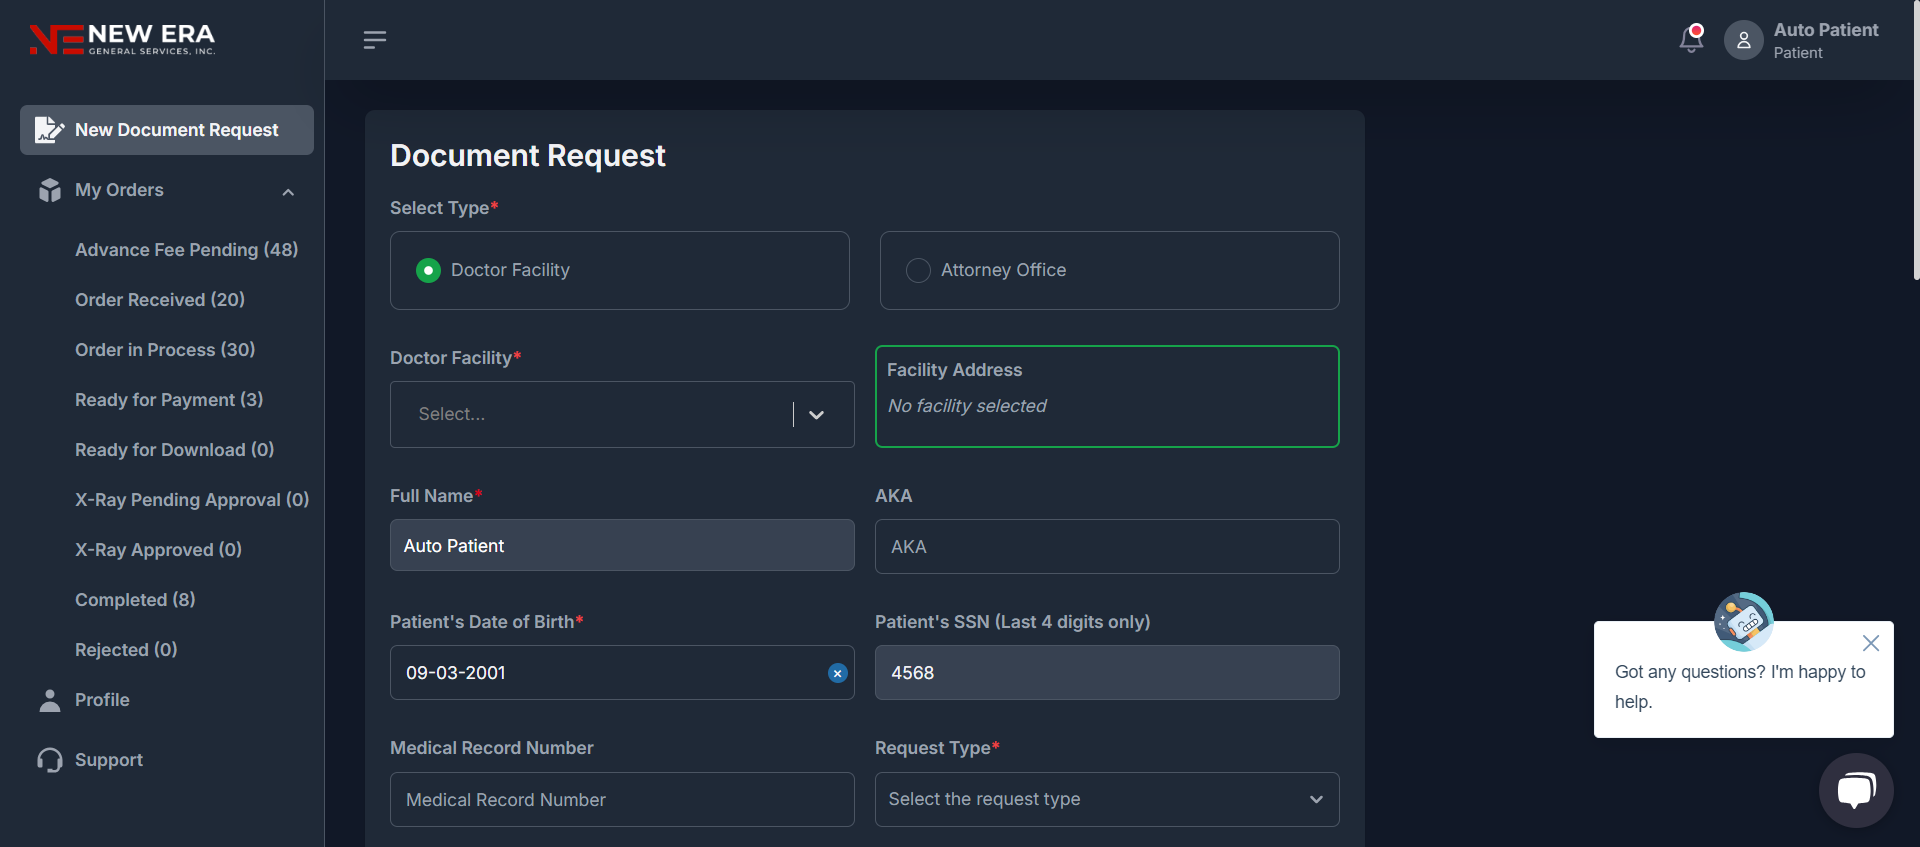 NEW ERA
GENERAL SERVICES, INC.
Auto Patient
Patient
New Document Request
My Orders
Advance Fee Pending (48)
Order Received (20)
Order in Process (30)
Ready for Payment (3)
Ready for Download (0)
X-Ray Pending Approval (0)
X-Ray Approved (0)
Completed (8)
Rejected (0)
Profile
Support
Document Request
Select Type*
Doctor Facility
Attorney Office
Doctor Facility*
Select...
Facility Address
No facility selected
Full Name*
Auto Patient
AKA
AKA
Patient's Date of Birth*
09-03-2001
Patient's SSN (Last 4 digits only)
4568
Medical Record Number
Medical Record Number
Request Type*
Select the request type
Got any questions? I'm happy to
help.